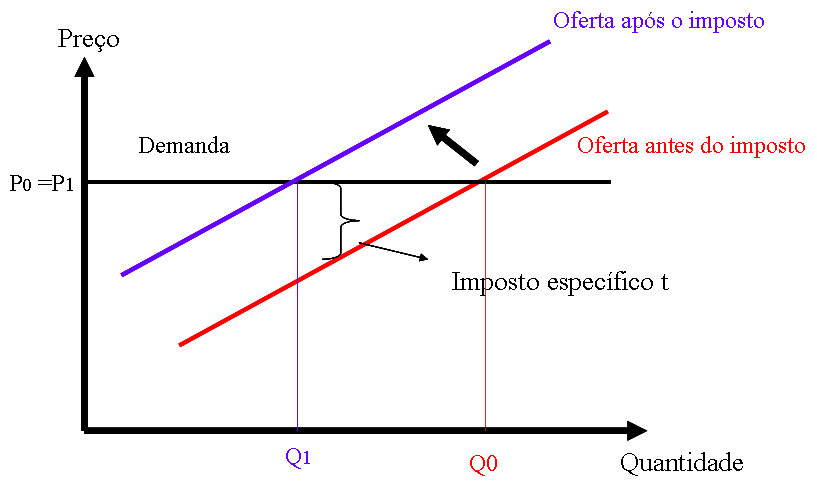 Oferta após o imposto
Preço
Demanda
Oferta antes do imposto
P0 =P1
Imposto específico t
Q1
Q0
Quantidade